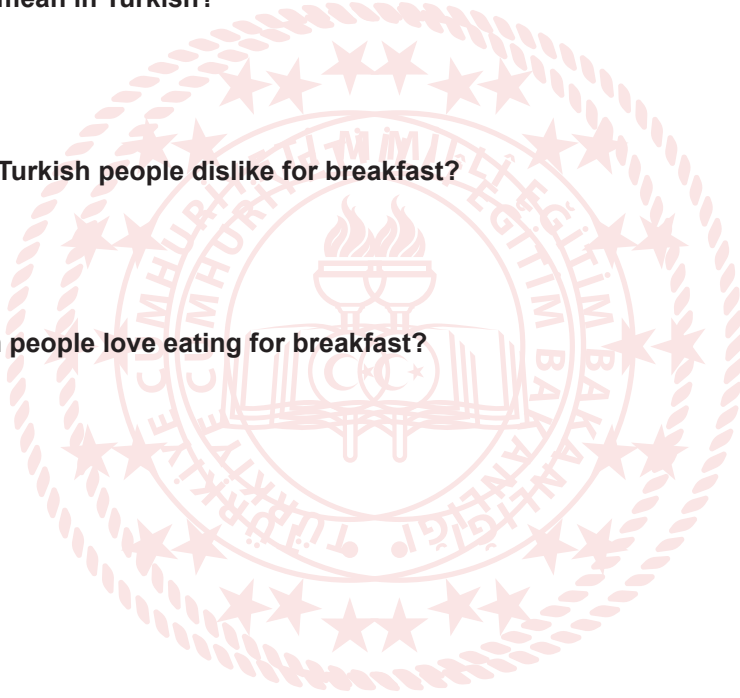 mean in Turkish?
Turkish people dislike for breakfast?
people love eating for breakfast?
TÜRKİYE CUMHURİYETİ MİLLÎ EĞİTİM BAKANLIĞI